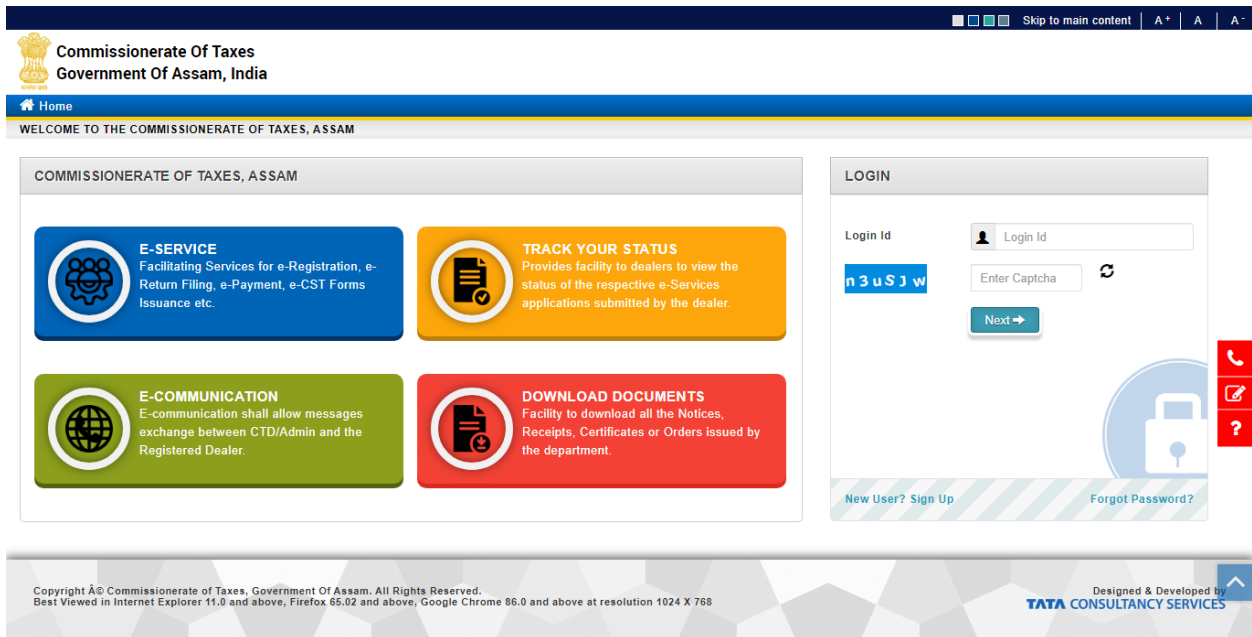 Skip to main content A+ A A-
Commissionerate Of Taxes
Government Of Assam, India
Home
WELCOME TO THE COMMISSIONERATE OF TAXES, ASSAM
COMMISSIONERATE OF TAXES, ASSAM
E-SERVICE
Facilitating Services for e-Registration, e-
Return Filing, e-Payment, e-CST Forms
Issuance etc.
TRACK YOUR STATUS
Provides facility to dealers to view the
status of the respective e-Services
applications submitted by the dealer.
E-COMMUNICATION
E-communication shall allow messages
exchange between CTD/Admin and the
Registered Dealer.
DOWNLOAD DOCUMENTS
Facility to download all the Notices,
Receipts, Certificates or Orders issued by
the department.
LOGIN
Login Id Login Id
n3uSJw Enter Captcha
Next
New User? Sign Up Forgot Password?
?
Copyright Â© Commissionerate of Taxes, Government Of Assam. All Rights Reserved.
Best Viewed in Internet Explorer 11.0 and above, Firefox 65.02 and above, Google Chrome 86.0 and above at resolution 1024 X 768
Designed & Developed by
TATA CONSULTANCY SERVICES